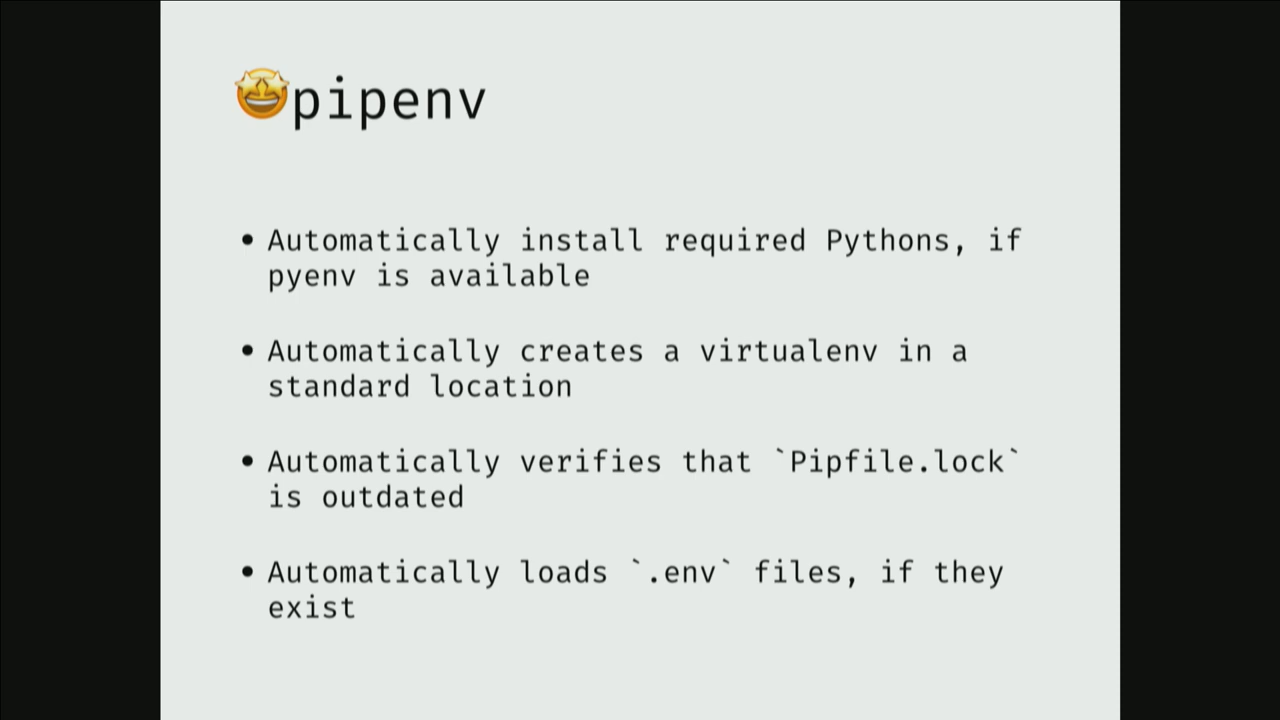 🤩pipenv
• Automatically install required Pythons, if
pyenv is available
• Automatically creates a virtualenv in a
standard location
• Automatically verifies that `Pipfile.lock`
is outdated
• Automatically loads `.env` files, if they
exist